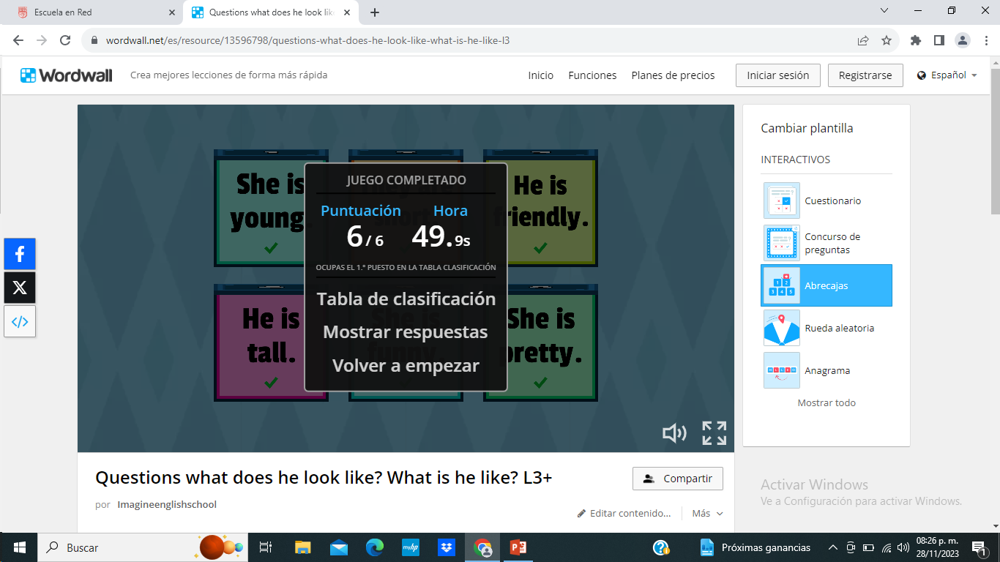 Escuela en Red
Questions what does he look lik
wordwall.net/es/resource/13596798/questions-what-does-he-look-like-what-is-he-like-l3
Wordwall
Crea mejores lecciones de forma más rápida
Inicio
Funciones
Planes de precios
Iniciar sesión
Registrarse
Español
She is
young.
He is
friendly.
He is
tall.
She is
funny.
She is
pretty.
JUEGO COMPLETADO
Puntuación
Hora
6 / 6
49.9s
OCUPAS EL 1.º PUESTO EN LA TABLA CLASIFICACIÓN
Tabla de clasificación
Mostrar respuestas
Volver a empezar
Cambiar plantilla
INTERACTIVOS
Cuestionario
Concurso de
preguntas
Abrecajas
Rueda aleatoria
Anagrama
Mostrar todo
Questions what does he look like? What is he like? L3+
Compartir
por Imagineenglishschool
Editar contenido...
Más
Activar Windows
Ve a Configuración para activar Windows.
Buscar
myhp
Próximas ganancias
08:26 p. m.
28/11/2023
1